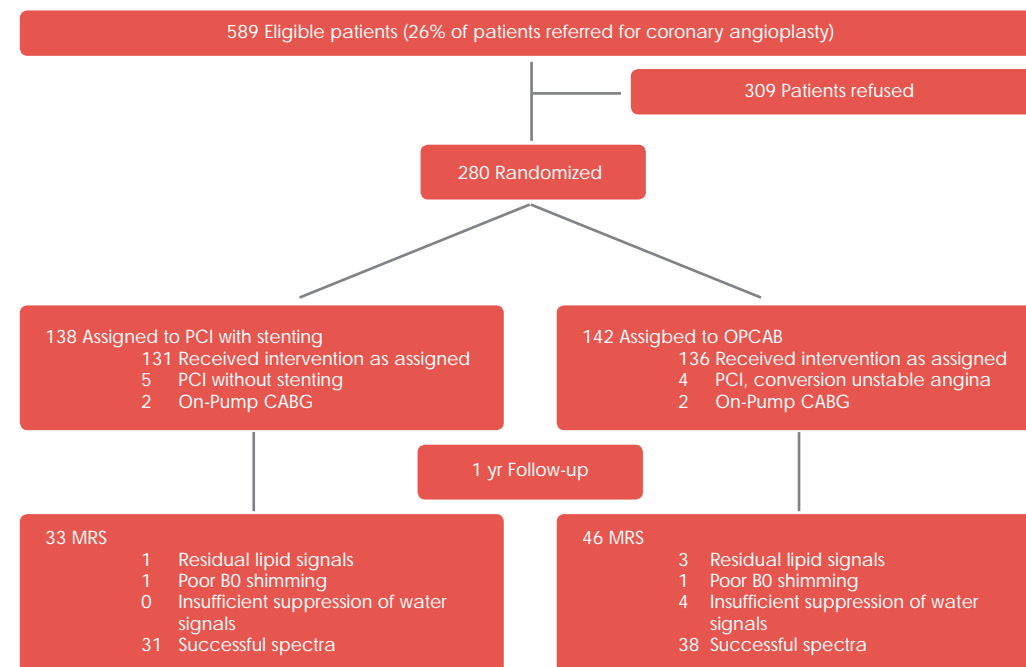 589 Eligible patients (26% of patients referred for coronary angioplasty)
309 Patients refused
280 Randomized
138 Assigned to PCI with stenting
131 Received intervention as assigned
5 PCI without stenting
2 On-Pump CABG
142 Assigbed to OPCAB
136 Received intervention as assigned
4 PCI, conversion unstable angina
2 On-Pump CABG
1 yr Follow-up
33 MRS
1 Residual lipid signals
1 Poor B0 shimming
0 Insufficient suppression of water
signals
31 Successful spectra
46 MRS
3 Residual lipid signals
1 Poor B0 shimming
4 Insufficient suppression of water
signals
38 Successful spectra